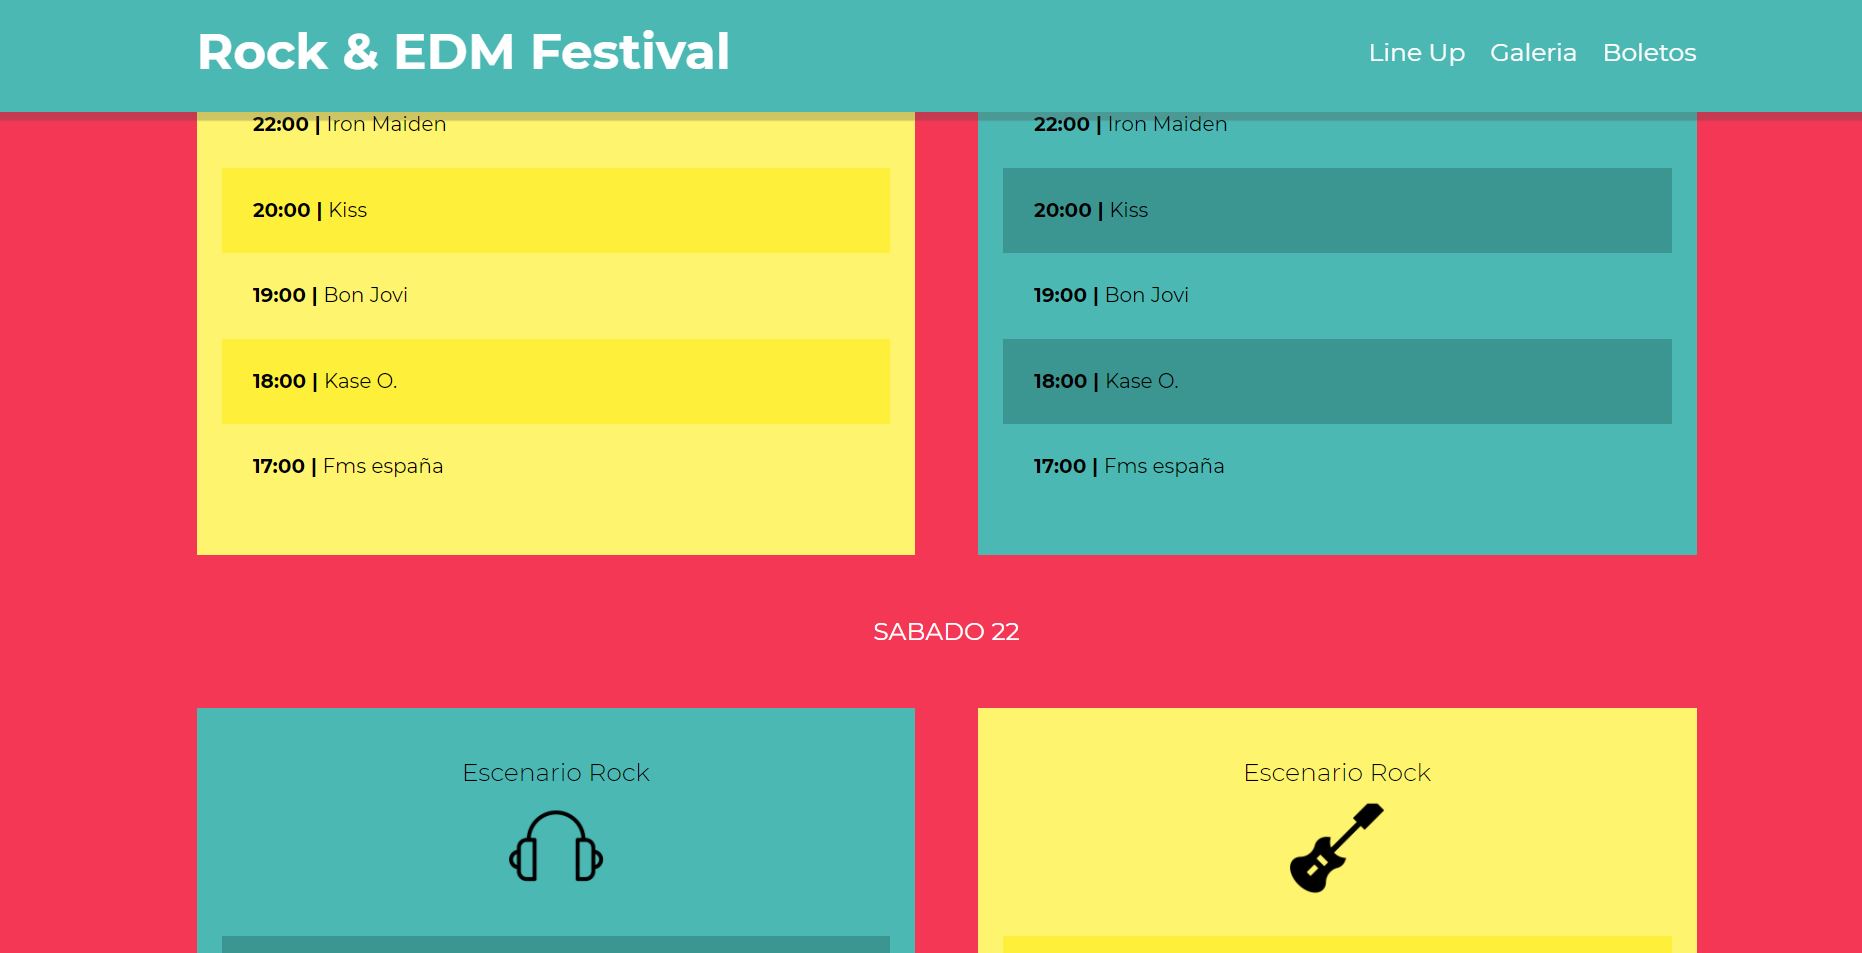 Rock & EDM Festival
Line Up Galeria Boletos
22:00 | Iron Maiden
20:00 | Kiss
19:00 | Bon Jovi
18:00 | Kase O.
17:00 | Fms españa
22:00 | Iron Maiden
20:00 | Kiss
19:00 | Bon Jovi
18:00 | Kase O.
17:00 | Fms españa
SABADO 22
Escenario Rock
Escenario Rock